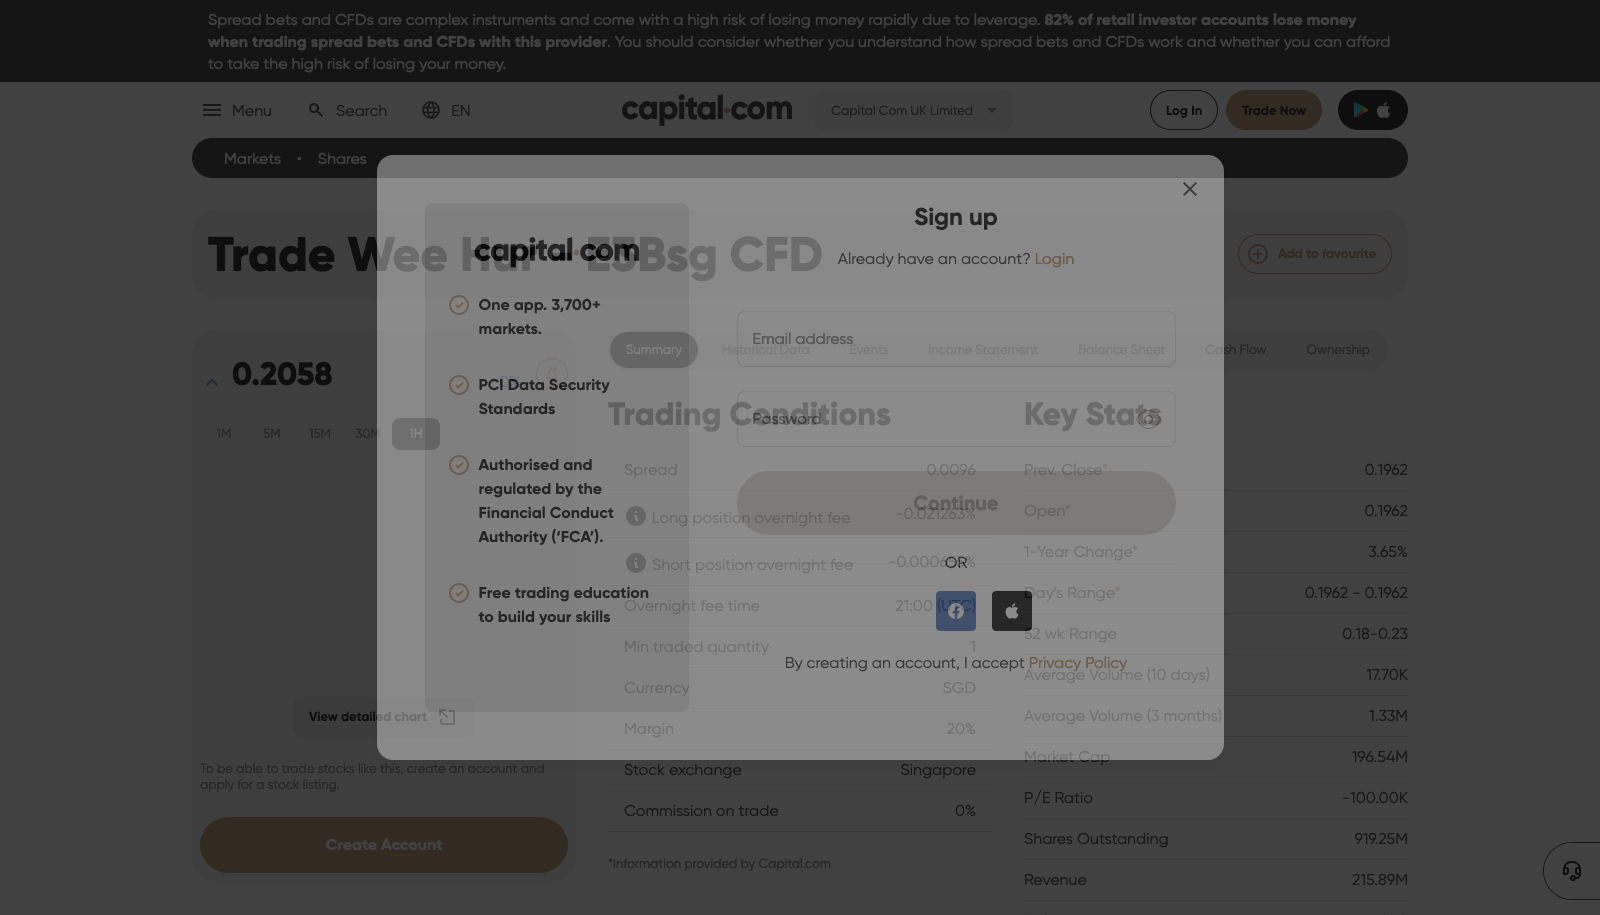 Spread bets and CFDs are complex instruments and come with a high risk of losing money rapidly due to leverage. 82% of retail investor accounts lose money
when trading spread bets and CFDs with this provider. You should consider whether you understand how spread bets and CFDs work and whether you can afford
to take the high risk of losing your money.
Menu
Search
EN
capital.com
Capital Com UK Limited
Log In
Trade Now
Markets • Shares
Trade Wee Hur - E3Bsg CFD
Add to favourite
0.2058
1M 5M 15M 30M 1H
View detailed chart
To be able to trade stocks like this, create an account and
apply for a stock listing.
Create Account
Summary Historical Data Events Income Statement Balance Sheet Cash Flow Ownership
Trading Conditions
Spread 0.0096
Long position overnight fee -0.021263%
Short position overnight fee
Overnight fee time 21:00 (UTC)
Min traded quantity 1
Currency SGD
Margin 20%
Stock exchange Singapore
Commission on trade 0%
*Information provided by Capital.com
Key Stats
Prev. Close* 0.1962
Open* 0.1962
1-Year Change* 3.65%
Day's Range* 0.1962 - 0.1962
52 wk Range 0.18-0.23
Average Volume (10 days) 17.70K
Average Volume (3 months) 1.33M
Market Cap 196.54M
P/E Ratio -100.00K
Shares Outstanding 919.25M
Revenue 215.89M
capital.com
One app. 3,700+
markets.
PCI Data Security
Standards
Authorised and
regulated by the
Financial Conduct
Authority (‘FCA’).
Free trading education
to build your skills
Sign up
Already have an account? Login
Email address
Password
Continue
OR
By creating an account, I accept Privacy Policy